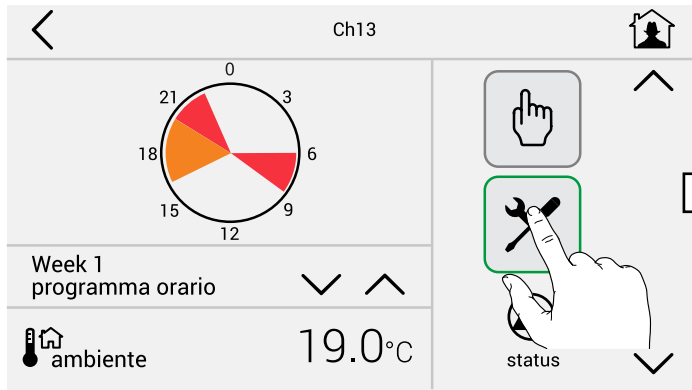 Ch13
0
21
3
18
6
15
9
12
Week 1
programma orario
ambiente
19.0°C
status